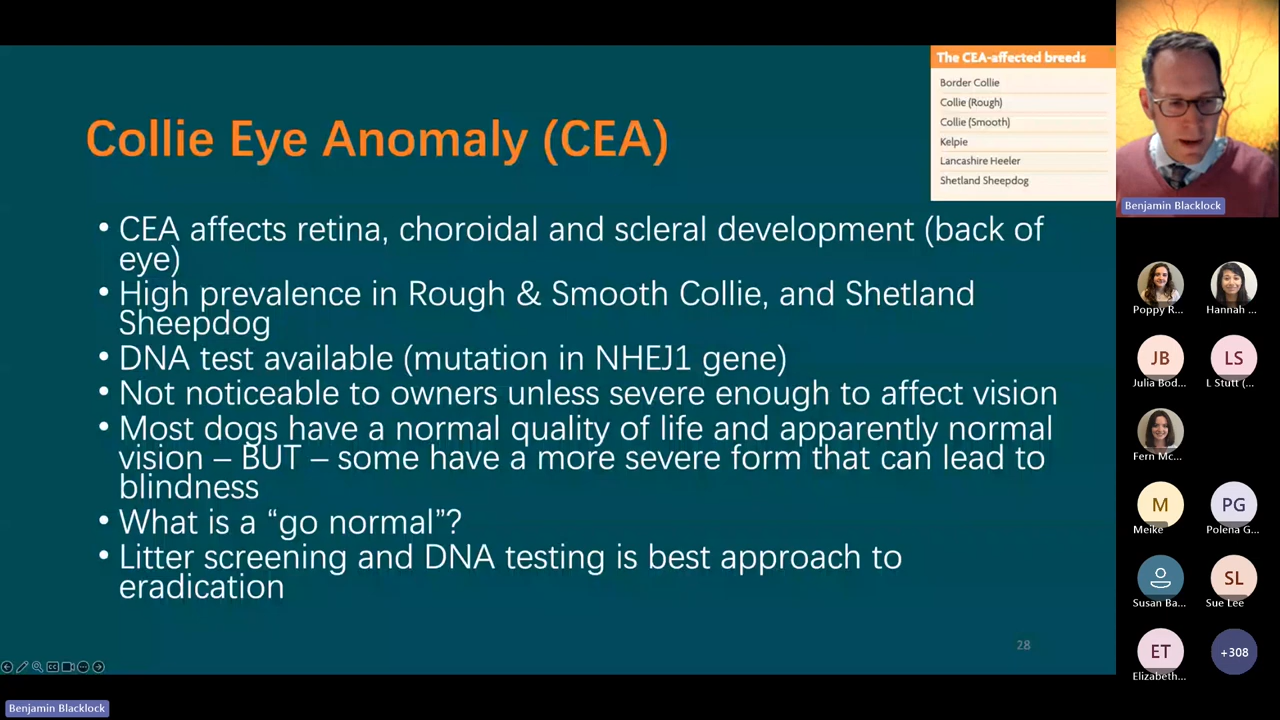 The CEA-affected breeds
Border Collie
Collie (Rough)
Collie (Smooth)
Kelpie
Lancashire Heeler
Shetland Sheepdog
Collie Eye Anomaly (CEA)
• CEA affects retina, choroidal and scleral development (back of
eye)
• High prevalence in Rough & Smooth Collie, and Shetland
Sheepdog
• DNA test available (mutation in NHEJ1 gene)
• Not noticeable to owners unless severe enough to affect vision
• Most dogs have a normal quality of life and apparently normal
vision – BUT – some have a more severe form that can lead to
blindness
• What is a “go normal”?
• Litter screening and DNA testing is best approach to
eradication
28
Benjamin Blacklock
Poppy R...
Hannah ...
JB
LS
Julia Bod...
L Stutt (...
Fern Mc...
M
PG
Meike
Polena G...
SL
Susan Ba...
Sue Lee
ET
+308
Elizabeth...
Benjamin Blacklock